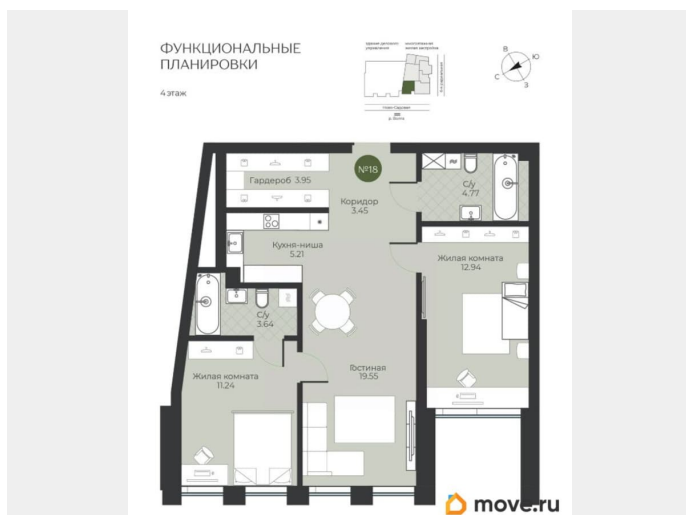 ФУНКЦИОНАЛЬНЫЕ
ПЛАНИРОВКИ
4 этаж
В
Ю
С
З
№18
Гардероб 3.95
Коридор
3.45
С/у
4.77
Кухня-ниша
5.21
Жилая комната
12.94
С/у
3.64
Гостиная
19.55
Жилая комната
11.24
move.ru